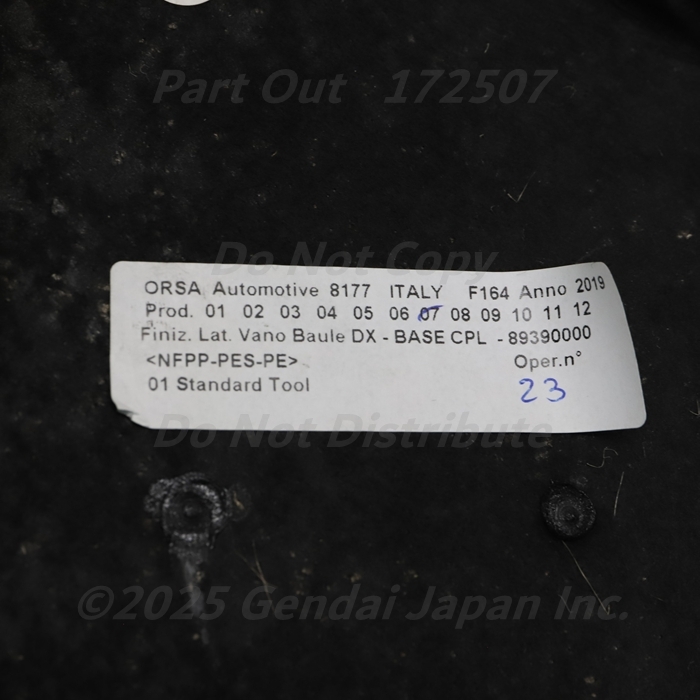 Part Out 172507
Do Not Copy
ORSA Automotive 8177 ITALY F164 Anno 2019
Prod. 01 02 03 04 05 06 07 08 09 10 11 12
Finiz. Lat. Vano Baule DX - BASE CPL - 89390000
<NFPP-PES-PE> Oper.n°
01 Standard Tool 23
Do Not Distribute
©2025 Gendai Japan Inc.